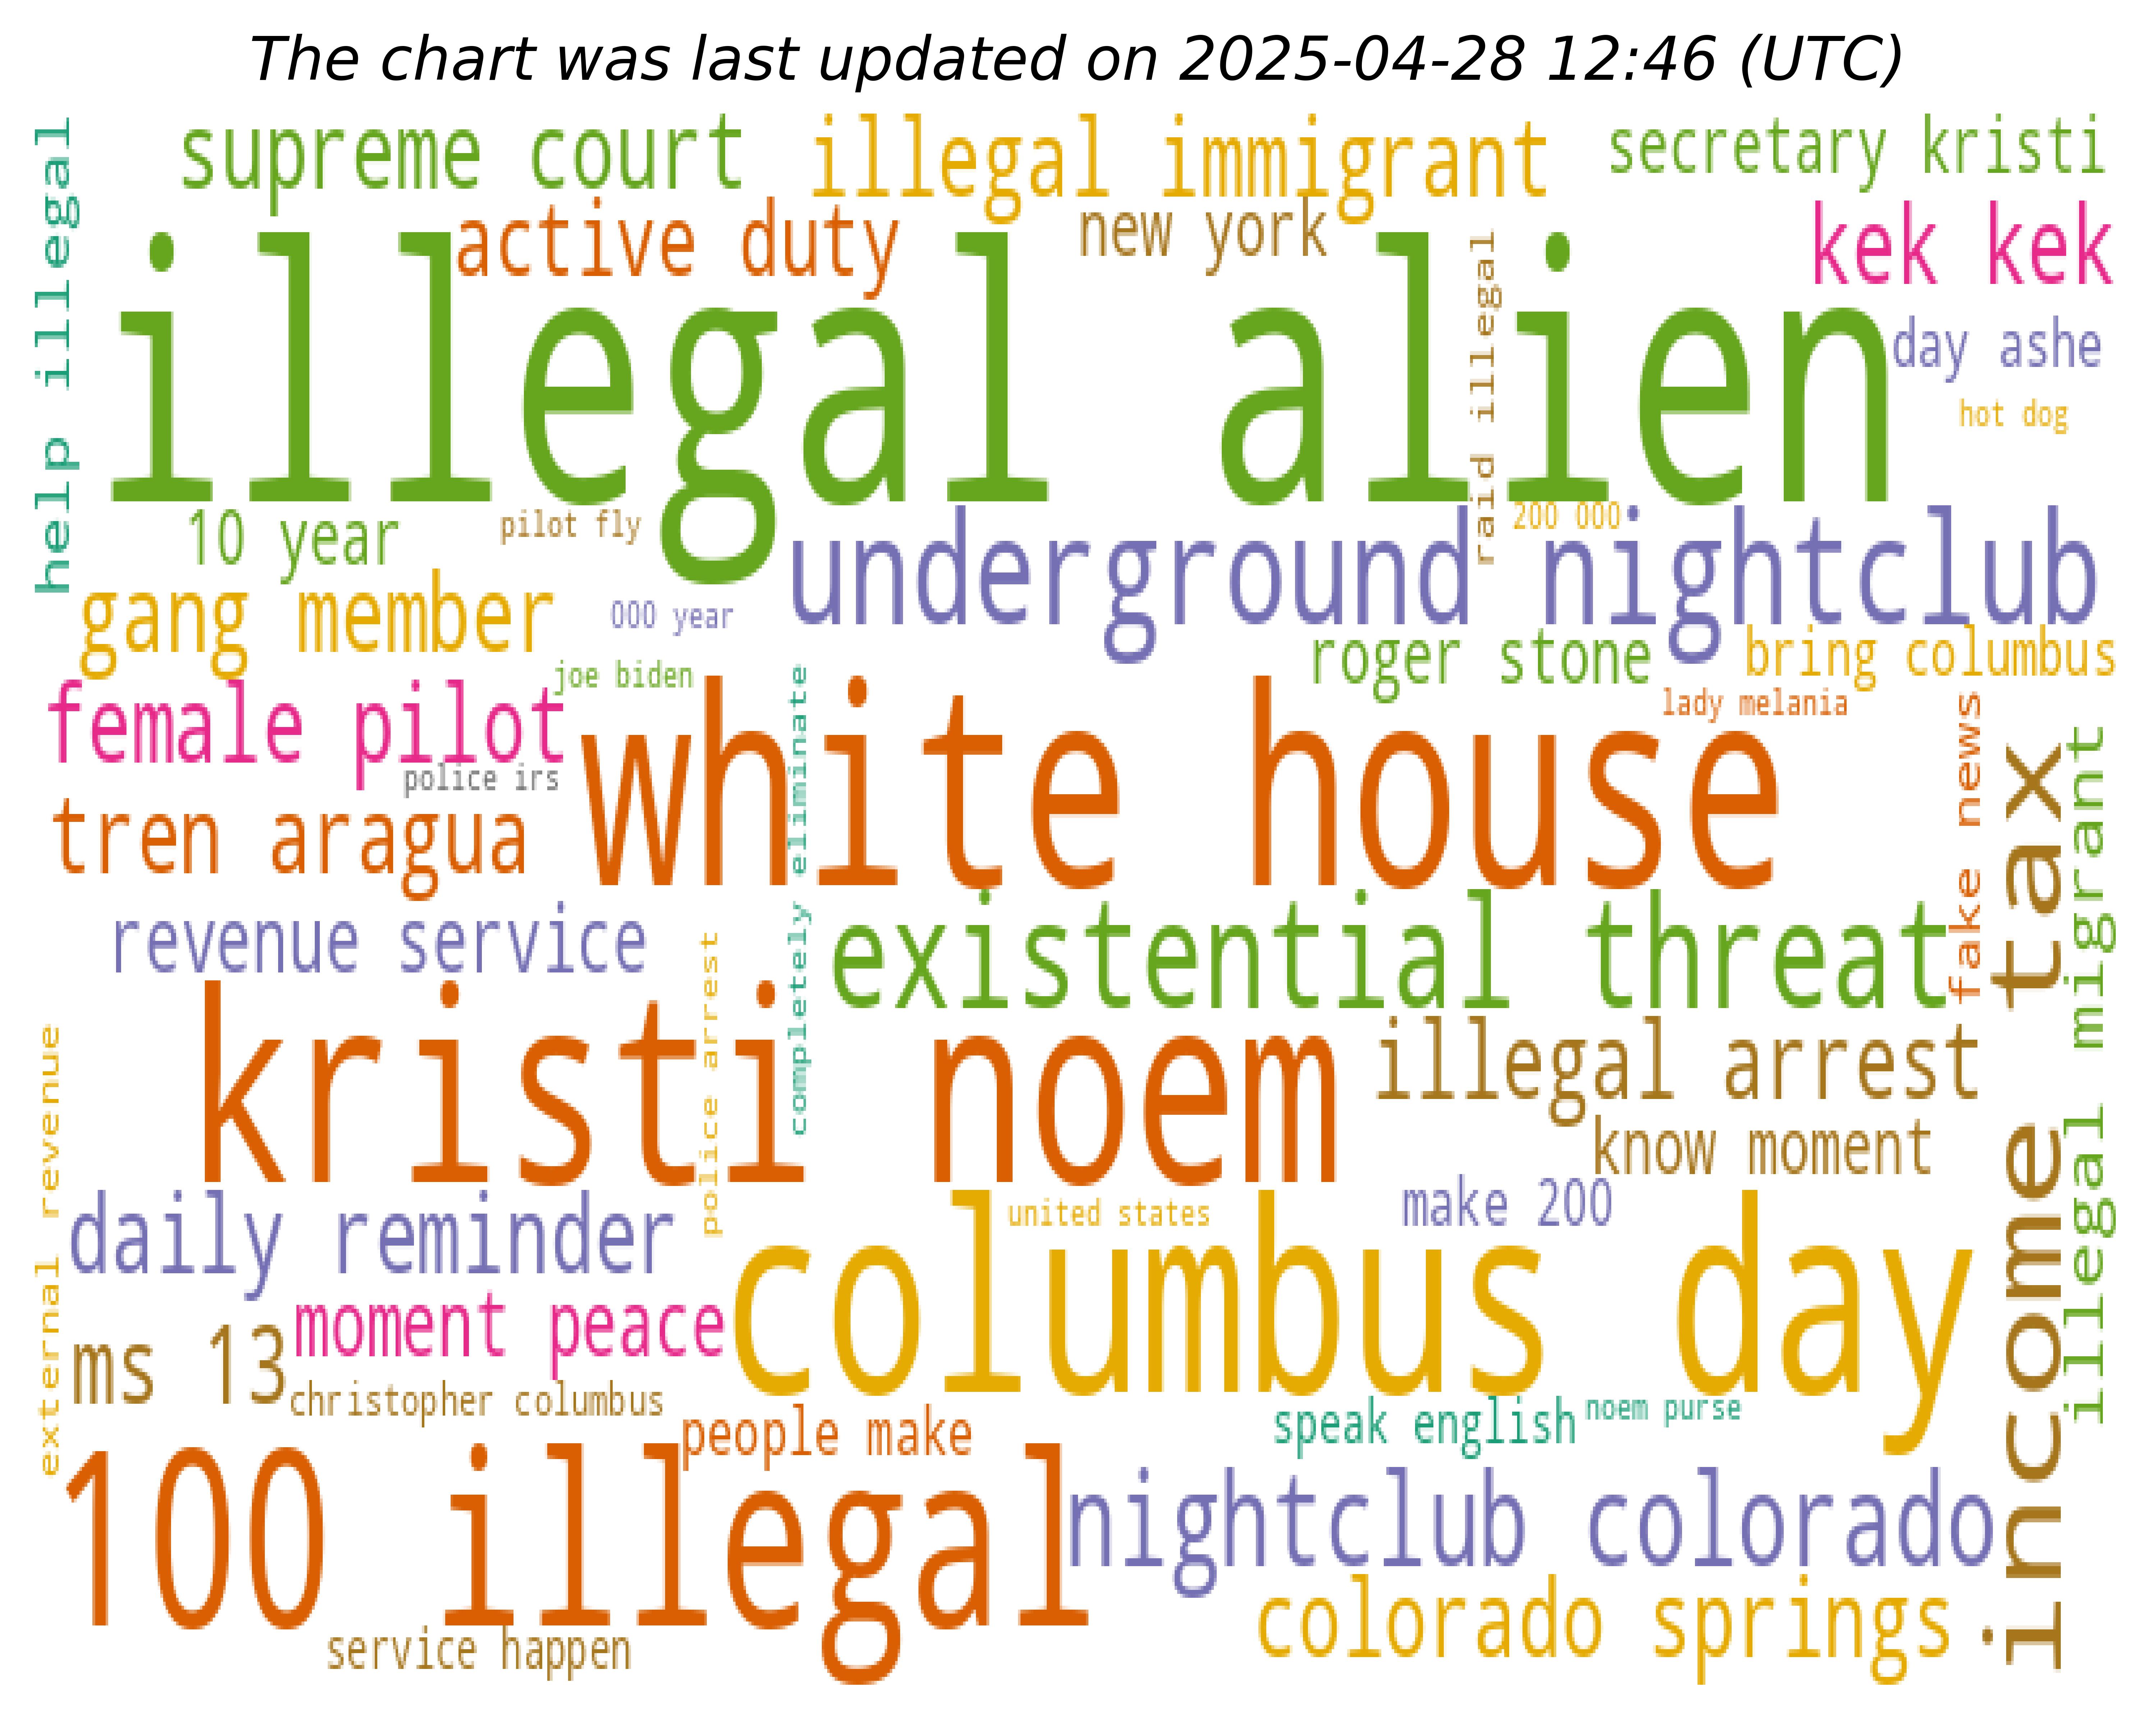 The chart was last updated on 2025-04-28 12:46 (UTC)
help illegal
supreme court
illegal immigrant
secretary kristi
active duty
new york
kek kek
illegal alien
raid illegal
day ashe
hot dog
10 year
pilot fly
200 000
underground nightclub
gang member
000 year
roger stone
bring columbus
joe biden
lady melania
female pilot
police irs
white house
completely eliminate
fake news
illegal migrant
income tax
tren aragua
revenue service
existential threat
police arrest
kristi noem
illegal arrest
external revenue
know moment
daily reminder
united states
make 200
columbus day
moment peace
ms 13
christopher columbus
people make
speak english
noem purse
100 illegal
nightclub colorado
colorado springs
service happen